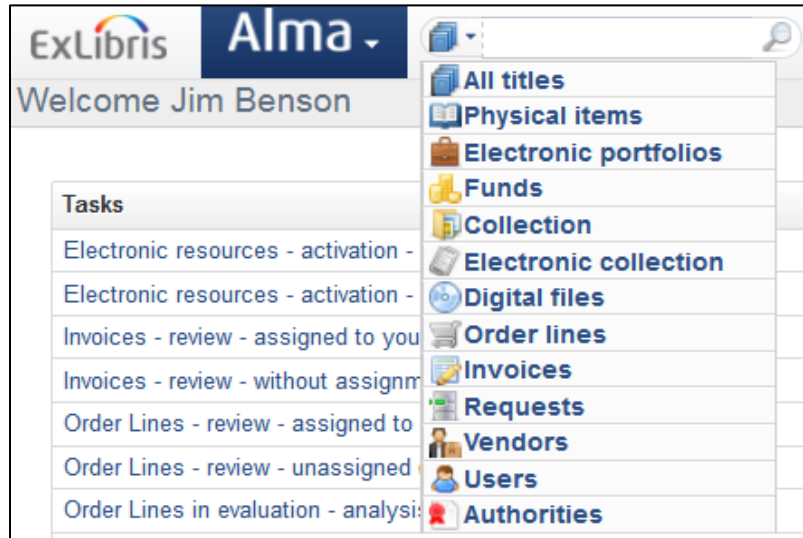 ExLibris Alma
Welcome Jim Benson
All titles
Physical items
Electronic portfolios
Funds
Collection
Electronic collection
Digital files
Order lines
Invoices
Requests
Vendors
Users
Authorities
Tasks
Electronic resources - activation -
Electronic resources - activation -
Invoices - review - assigned to you
Invoices - review - without assignm
Order Lines - review - assigned to
Order Lines - review - unassigned
Order Lines in evaluation - analysi